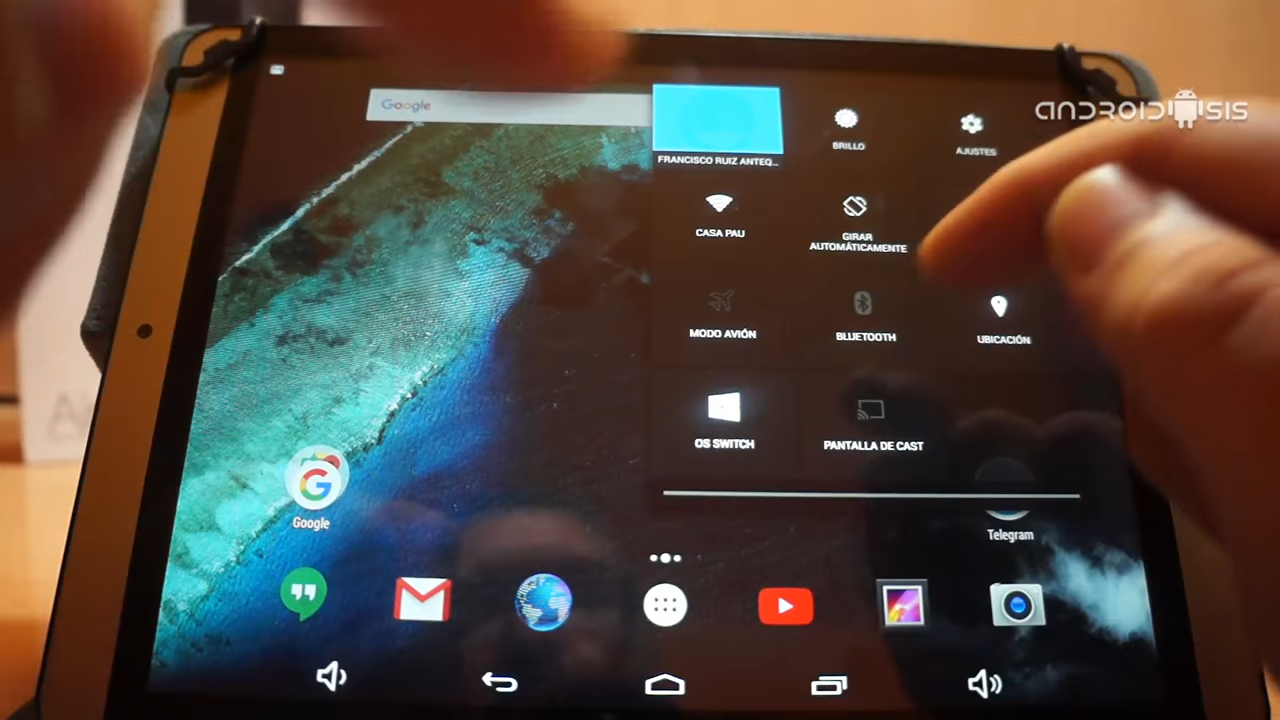 ANDROIDSIS
Google
FRANCISCO RUIZ ANTEQ...
BRILLO
AJUSTES
CASA PAU
GIRAR
AUTOMÁTICAMENTE
MODO AVIÓN
BLUETOOTH
UBICACIÓN
OS SWITCH
PANTALLA DE CAST
Google
Telegram